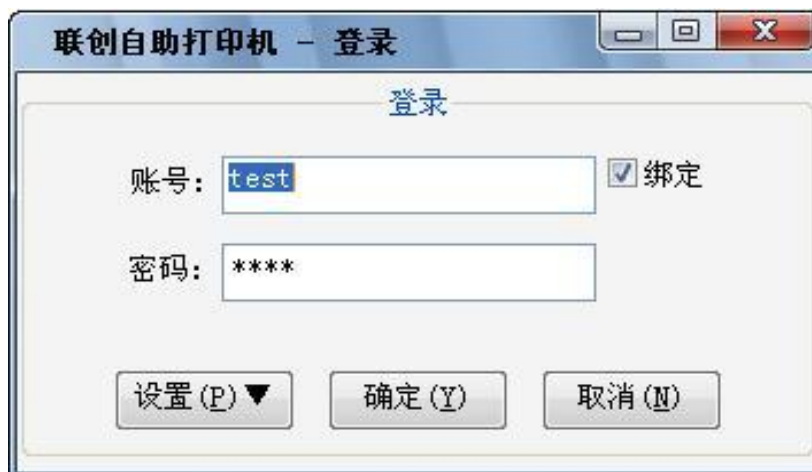 联创自助打印机 - 登录
登录
账号: test 绑定
密码: ****
设置(P)▼ 确定(Y) 取消(N)